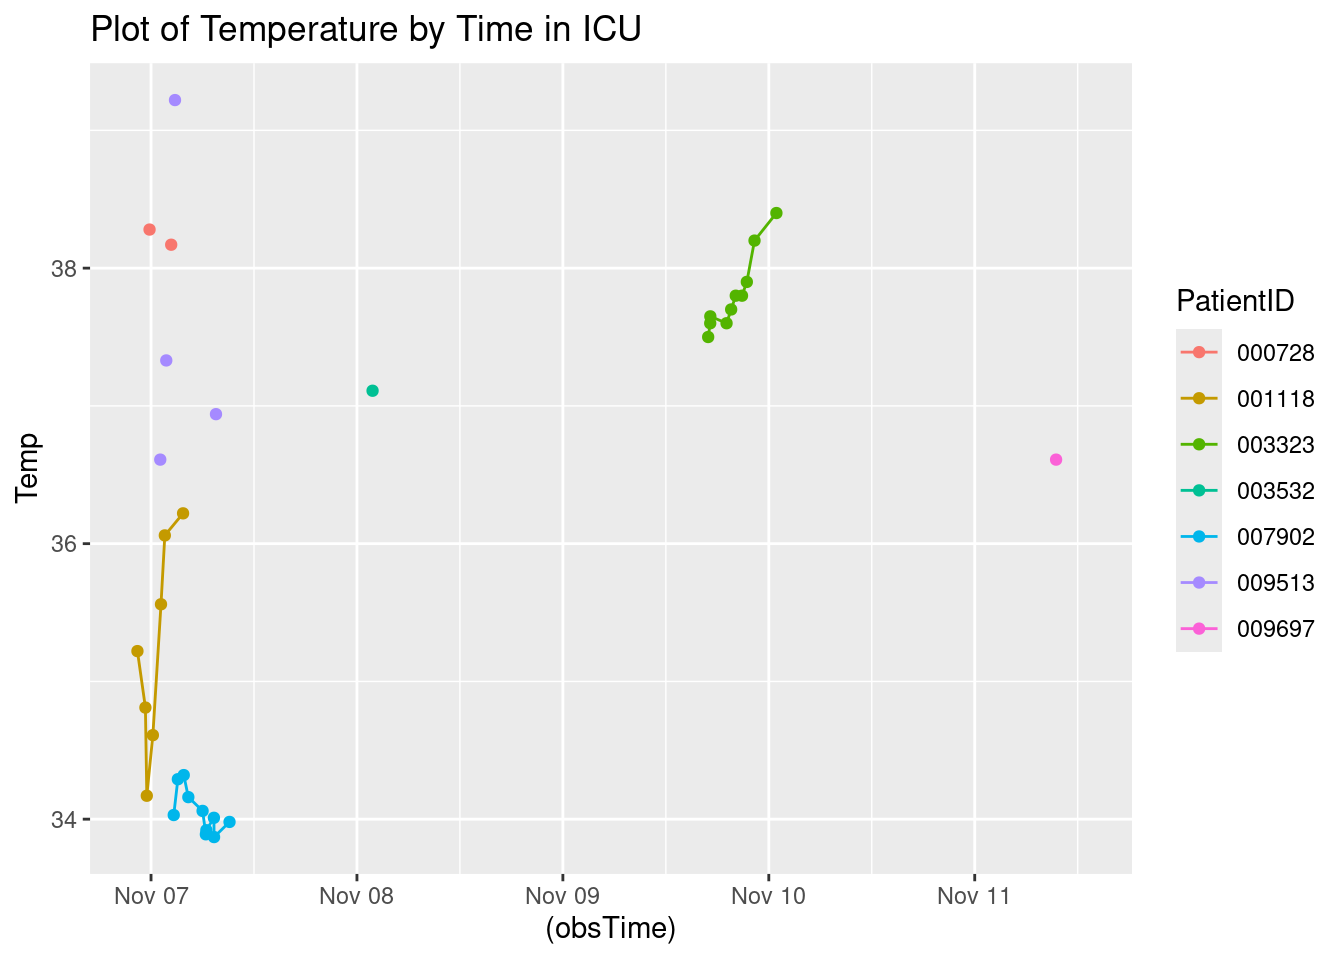 Plot of Temperature by Time in ICU
Temp
38
36
34
Nov 07
Nov 08
Nov 09
Nov 10
Nov 11
(obsTime)
PatientID
000728
001118
003323
003532
007902
009513
009697